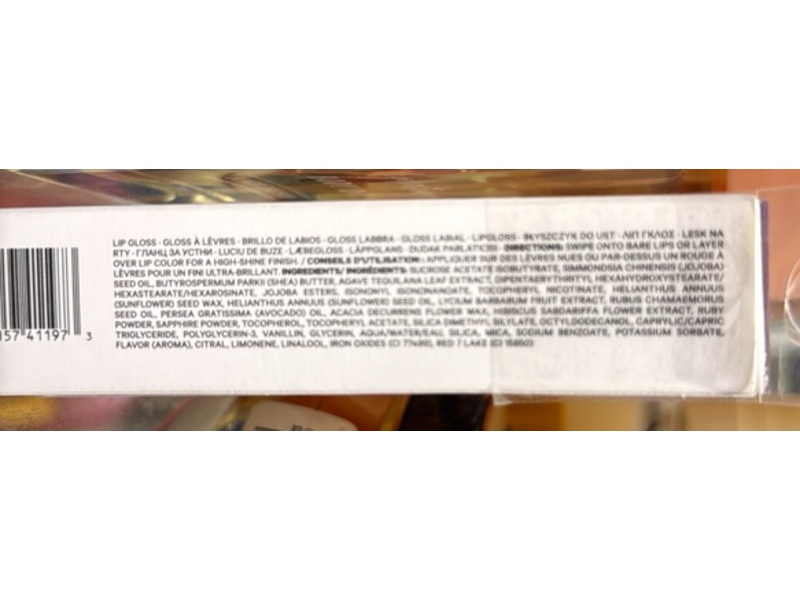 LIP GLOSS · GLOSS À LÈVRES · BRILLO DE LABIOS · GLOSS LABBRA · GLOSS LABIAL · LIPGLOSS · BŁYSZCZYK DO UST · ΛΙΠ ΓΚΛΟΣ · LESK NA
RTY · ГЛАНЦ ЗА УСТНИ · LUCIU DE BUZE · LÆBEGLOSS · LÄPPGLANS · DUDAK PARLATICISI · DIRECTIONS: SWIPE ONTO BARE LIPS OR LAYER
OVER LIP COLOR FOR A HIGH-SHINE FINISH. / CONSEILS D'UTILISATION: APPLIQUER SUR DES LÈVRES NUES OU PAR-DESSUS UN ROUGE À
LÈVRES POUR UN FINI ULTRA-BRILLANT. INGREDIENTS/ INGRÉDIENTS: SUCROSE ACETATE ISOBUTYRATE, SIMMONDSIA CHINENSIS (JOJOBA)
SEED OIL, BUTYROSPERMUM PARKII (SHEA) BUTTER, AGAVE TEQUILANA LEAF EXTRACT, DIPENTAERYTHRITYL HEXAHYDROXYSTEARATE/
HEXASTEARATE/HEXAROSINATE, JOJOBA ESTERS, ISONONYL ISONONANOATE, TOCOPHERYL NICOTINATE, HELIANTHUS ANNUUS
(SUNFLOWER) SEED WAX, HELIANTHUS ANNUUS (SUNFLOWER) SEED OIL, LYCIUM BARBARUM FRUIT EXTRACT, RUBUS CHAMAEMORUS
SEED OIL, PERSEA GRATISSIMA (AVOCADO) OIL, ACACIA DECURRENS FLOWER WAX, HIBISCUS SABDARIFFA FLOWER EXTRACT, RUBY
POWDER, SAPPHIRE POWDER, TOCOPHEROL, TOCOPHERYL ACETATE, SILICA DIMETHYL SILYLATE, OCTYLDODECANOL, CAPRYLIC/CAPRIC
TRIGLYCERIDE, POLYGLYCERIN-3, VANILLIN, GLYCERIN, AQUA/WATER/EAU, SILICA, MICA, SODIUM BENZOATE, POTASSIUM SORBATE,
FLAVOR (AROMA), CITRAL, LIMONENE, LINALOOL, IRON OXIDES (CI 77491), RED 7 LAKE (CI 15850)
57 41197 3